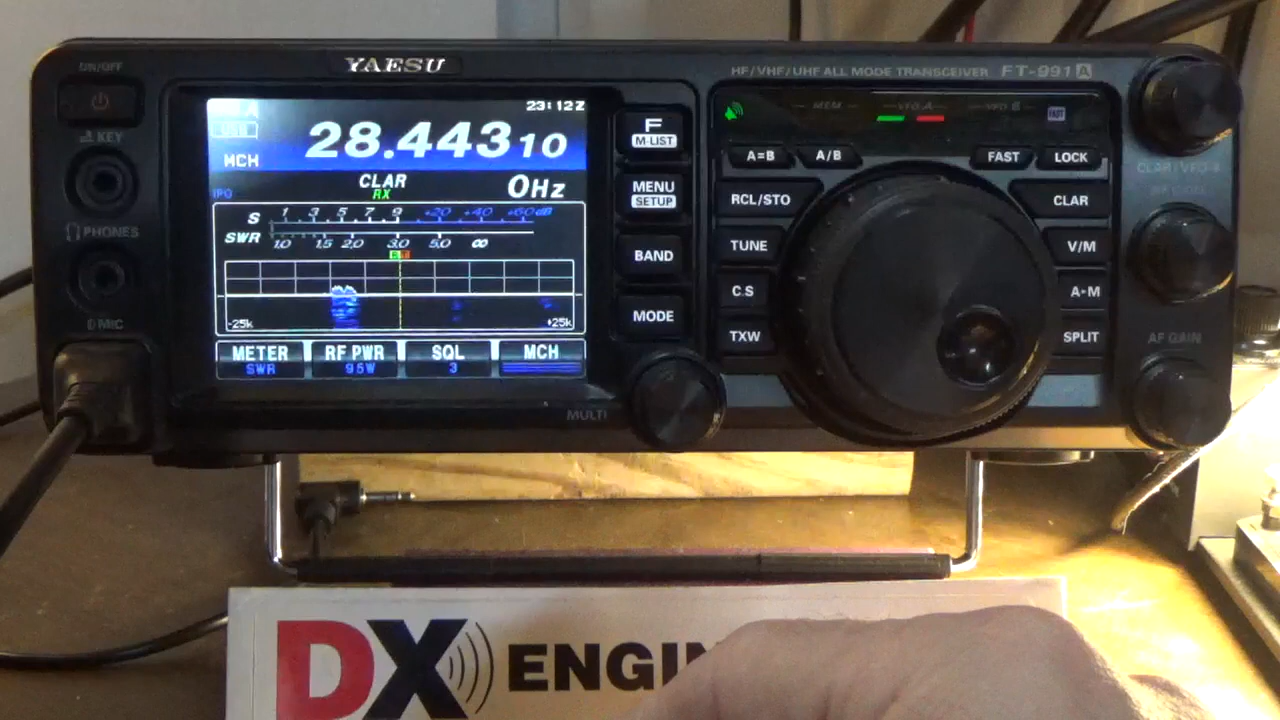 YAESU
HF/VHF/UHF ALL MODE TRANSCEIVER FT-991A
ON/OFF
KEY
PHONES
MIC
23:12Z
28.44310
MCH
IPO
CLAR
RX
0Hz
S 1 3 5 7 9 +20 +40 +60dB
SWR 1.0 1.5 2.0 3.0 5.0 ∞
-25k +25k
METER RF PWR SQL MCH
SWR 95W 3
F
M-LIST
MENU
SETUP
BAND
MODE
MULTI
MEM VFO A VFO B FAST
A=B A/B FAST LOCK
RCL/STO CLAR
TUNE V/M
C.S A▸M
TXW SPLIT
CLAR/VFO-B
AF GAIN
DX ENGIN